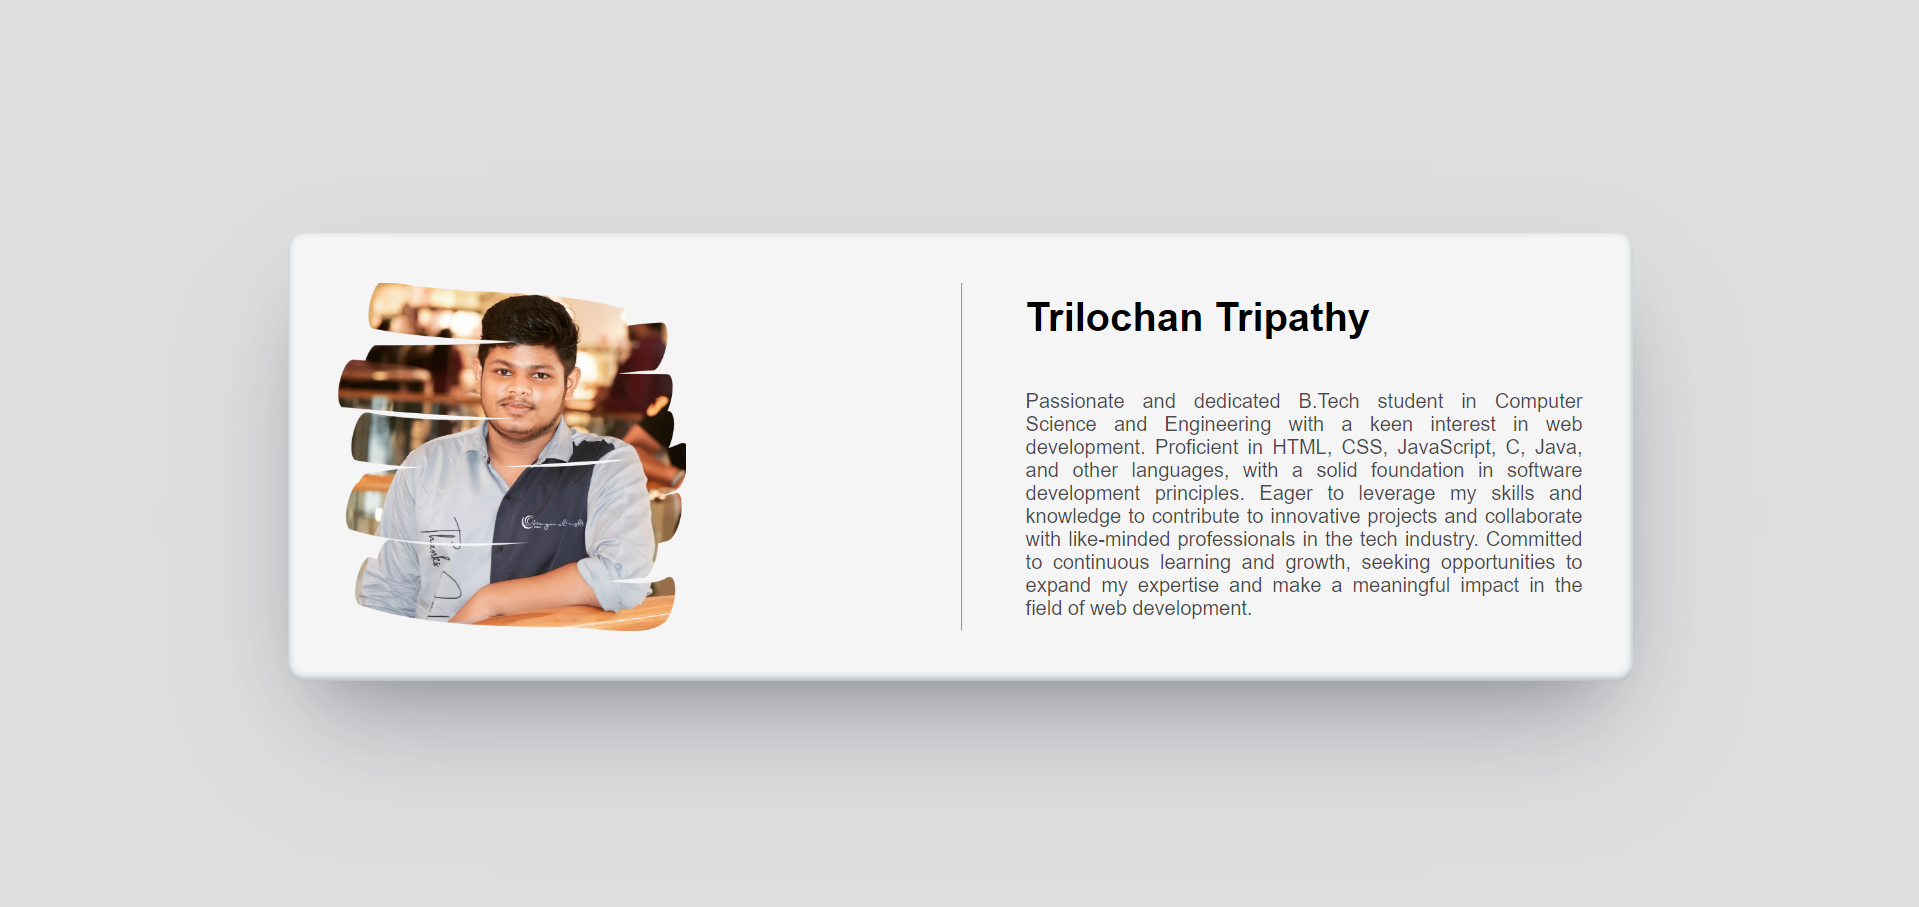 Trilochan Tripathy
Passionate and dedicated B.Tech student in Computer
Science and Engineering with a keen interest in web
development. Proficient in HTML, CSS, JavaScript, C, Java,
and other languages, with a solid foundation in software
development principles. Eager to leverage my skills and
knowledge to contribute to innovative projects and collaborate
with like-minded professionals in the tech industry. Committed
to continuous learning and growth, seeking opportunities to
expand my expertise and make a meaningful impact in the
field of web development.
Thinks